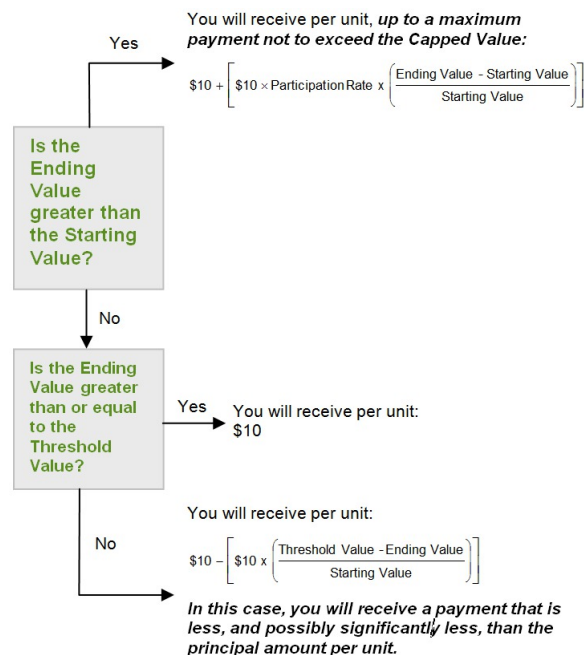 You will receive per unit, up to a maximum
payment not to exceed the Capped Value:
Yes
$10 + [ $10 × Participation Rate x ( Ending Value - Starting Value / Starting Value ) ]
Is the
Ending
Value
greater than
the Starting
Value?
No
Is the Ending
Value greater
than or equal
to the
Threshold
Value?
Yes
You will receive per unit:
$10
No
You will receive per unit:
$10 − [ $10 x ( Threshold Value - Ending Value / Starting Value ) ]
In this case, you will receive a payment that is
less, and possibly significantly less, than the
principal amount per unit.